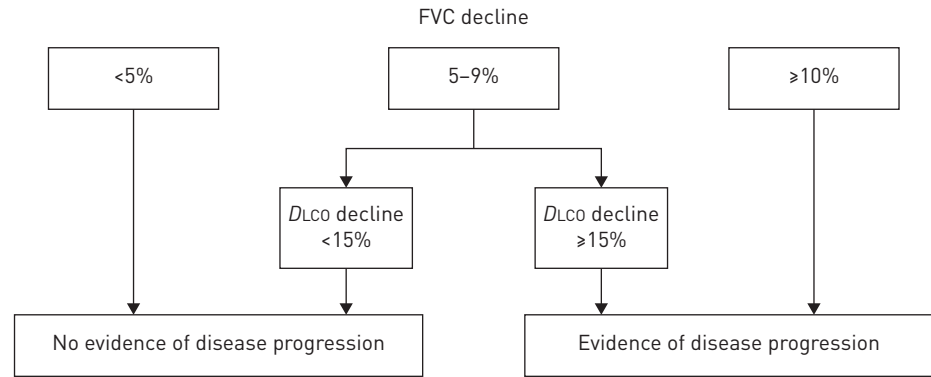 FVC decline
<5%
5–9%
⩾10%
DLCO decline
<15%
DLCO decline
⩾15%
No evidence of disease progression
Evidence of disease progression